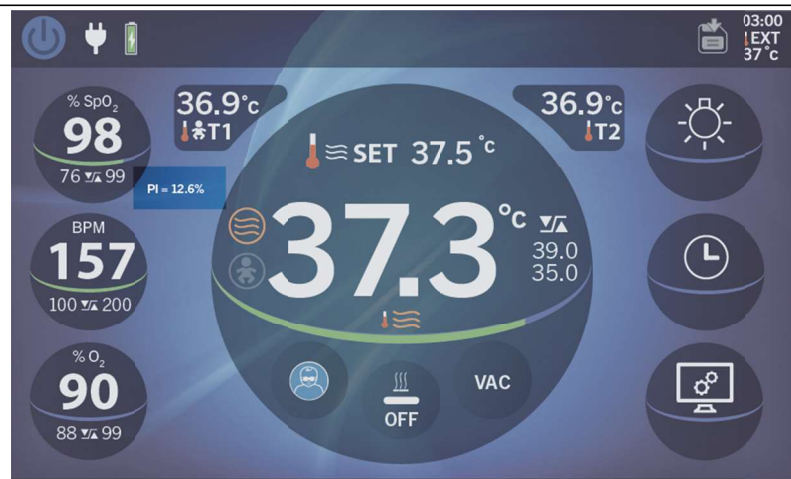 03:00
EXT
37°c
% SpO₂
98
76 99
36.9°c
T1
36.9°c
T2
SET 37.5°c
PI = 12.6%
BPM
157
100 200
37.3°c
39.0
35.0
% O₂
90
88 99
OFF
VAC